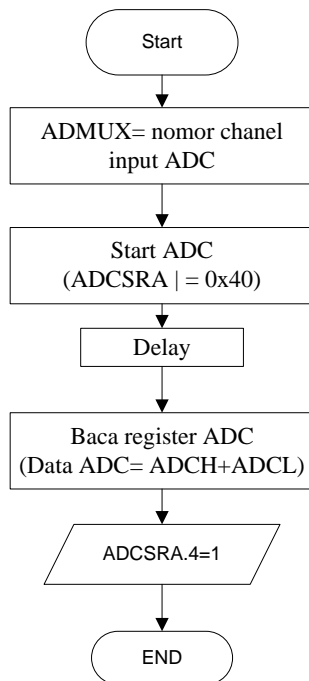 Start
ADMUX= nomor chanel
input ADC
Start ADC
(ADCSRA | = 0x40)
Delay
Baca register ADC
(Data ADC= ADCH+ADCL)
ADCSRA.4=1
END